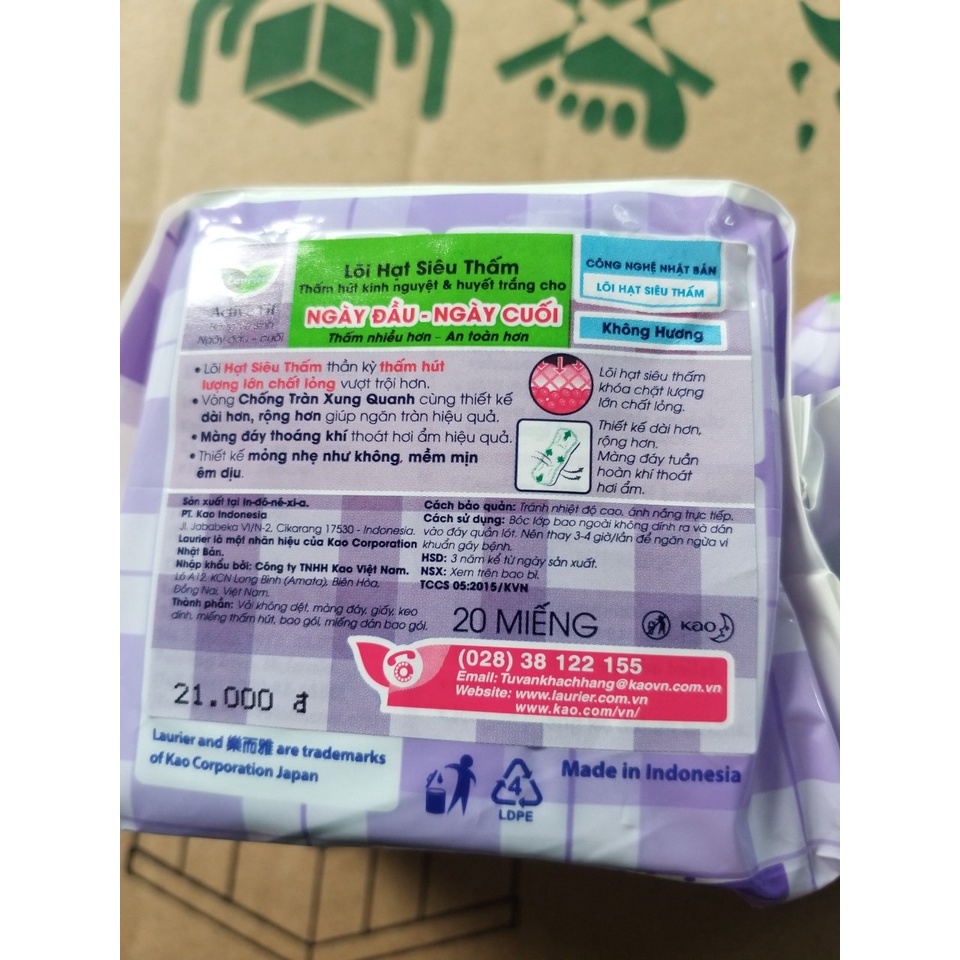 Laurier
Active Fit
Ngày đầu - cuối
Lõi Hạt Siêu Thấm
Thấm hút kinh nguyệt & huyết trắng cho
NGÀY ĐẦU - NGÀY CUỐI
Thấm nhiều hơn - An toàn hơn
CÔNG NGHỆ NHẬT BẢN
LÕI HẠT SIÊU THẤM
Không Hương
• Lõi Hạt Siêu Thấm thần kỳ thấm hút
lượng lớn chất lỏng vượt trội hơn.
• Vòng Chống Tràn Xung Quanh cùng thiết kế
dài hơn, rộng hơn giúp ngăn tràn hiệu quả.
• Màng đáy thoáng khí thoát hơi ẩm hiệu quả.
• Thiết kế mỏng nhẹ như không, mềm mịn
êm dịu.
Lõi hạt siêu thấm
khóa chặt lượng
lớn chất lỏng.
Thiết kế dài hơn,
rộng hơn.
Màng đáy tuần
hoàn khí thoát
hơi ẩm.
Sản xuất tại In-đô-nê-xi-a.
PT. Kao Indonesia
Jl. Jababeka VI/N-2, Cikarang 17530 - Indonesia.
Laurier là một nhãn hiệu của Kao Corporation
Nhật Bản.
Nhập khẩu bởi: Công ty TNHH Kao Việt Nam.
Lô A12, KCN Long Bình (Amata), Biên Hòa,
Đồng Nai, Việt Nam.
Thành phần: Vải không dệt, màng đáy, giấy, keo
dính, miếng thấm hút, bao gói, miếng dán bao gói.
Cách bảo quản: Tránh nhiệt độ cao, ánh nắng trực tiếp.
Cách sử dụng: Bóc lớp bao ngoài không dính ra và dán
vào đáy quần lót. Nên thay 3-4 giờ/lần để ngăn ngừa vi
khuẩn gây bệnh.
HSD: 3 năm kể từ ngày sản xuất.
NSX: Xem trên bao bì.
TCCS 05:2015/KVN
20 MIẾNG
Kao
(028) 38 122 155
Email: Tuvankhachhang@kaovn.com.vn
Website: www.laurier.com.vn
www.kao.com/vn/
21.000 đ
Laurier and 樂而雅 are trademarks
of Kao Corporation Japan
4
LDPE
Made in Indonesia